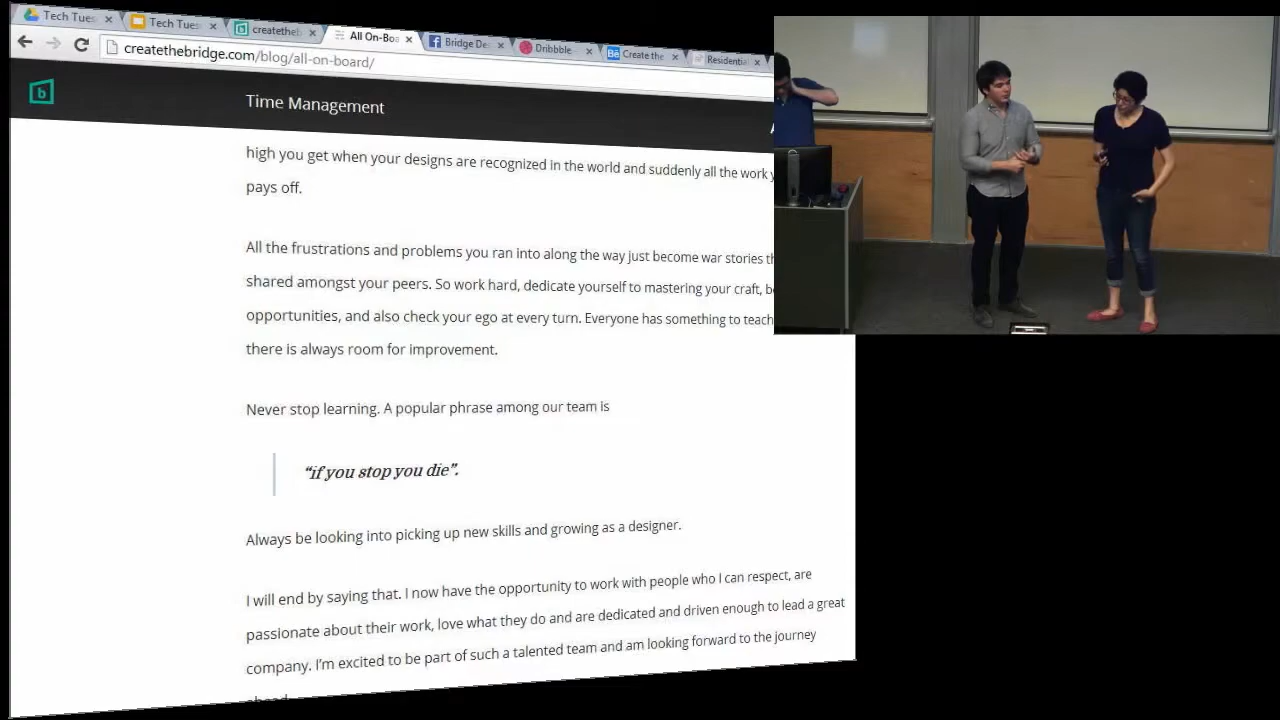 Tech Tues
Tech Tues
createtheb
All On-Boa
Bridge De
Dribbble
Create the
Residential
createthebridge.com/blog/all-on-board/
b
Time Management
high you get when your designs are recognized in the world and suddenly all the work
pays off.
All the frustrations and problems you ran into along the way just become war stories
shared amongst your peers. So work hard, dedicate yourself to mastering your craft,
opportunities, and also check your ego at every turn. Everyone has something to teach
there is always room for improvement.
Never stop learning. A popular phrase among our team is
“if you stop you die”.
Always be looking into picking up new skills and growing as a designer.
I will end by saying that. I now have the opportunity to work with people who I can respect, are
passionate about their work, love what they do and are dedicated and driven enough to lead a great
company. I’m excited to be part of such a talented team and am looking forward to the journey